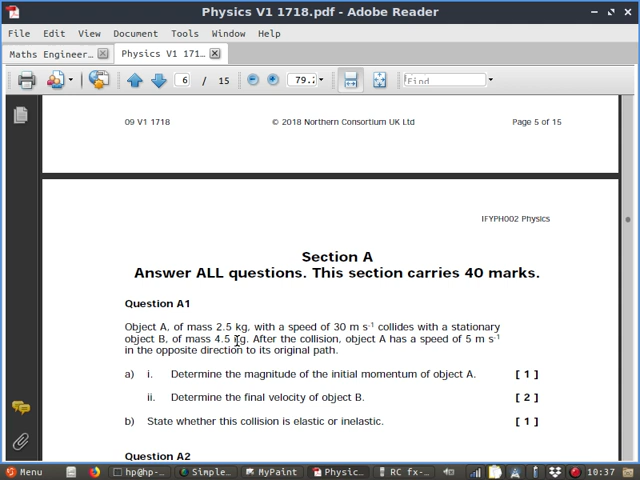 Physics V1 1718.pdf - Adobe Reader
File Edit View Document Tools Window Help
Maths Engineer... Physics V1 171...
6 / 15 79.2 Find
09 V1 1718 © 2018 Northern Consortium UK Ltd Page 5 of 15
IFYPH002 Physics
Section A
Answer ALL questions. This section carries 40 marks.
Question A1
Object A, of mass 2.5 kg, with a speed of 30 m s-1 collides with a stationary
object B, of mass 4.5 kg. After the collision, object A has a speed of 5 m s-1
in the opposite direction to its original path.
a) i. Determine the magnitude of the initial momentum of object A. [ 1 ]
ii. Determine the final velocity of object B. [ 2 ]
b) State whether this collision is elastic or inelastic. [ 1 ]
Question A2
Menu hp@hp-... Simple... MyPaint Physic... RC fx-... 10:37